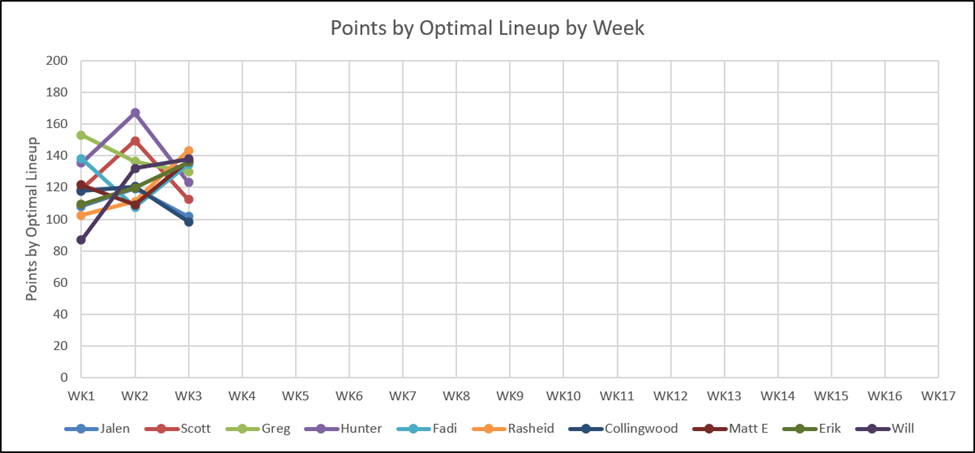 Points by Optimal Lineup by Week
Points by Optimal Lineup
200
180
160
140
120
100
80
60
40
20
0
WK1 WK2 WK3 WK4 WK5 WK6 WK7 WK8 WK9 WK10 WK11 WK12 WK13 WK14 WK15 WK16 WK17
Jalen Scott Greg Hunter Fadi Rasheid Collingwood Matt E Erik Will